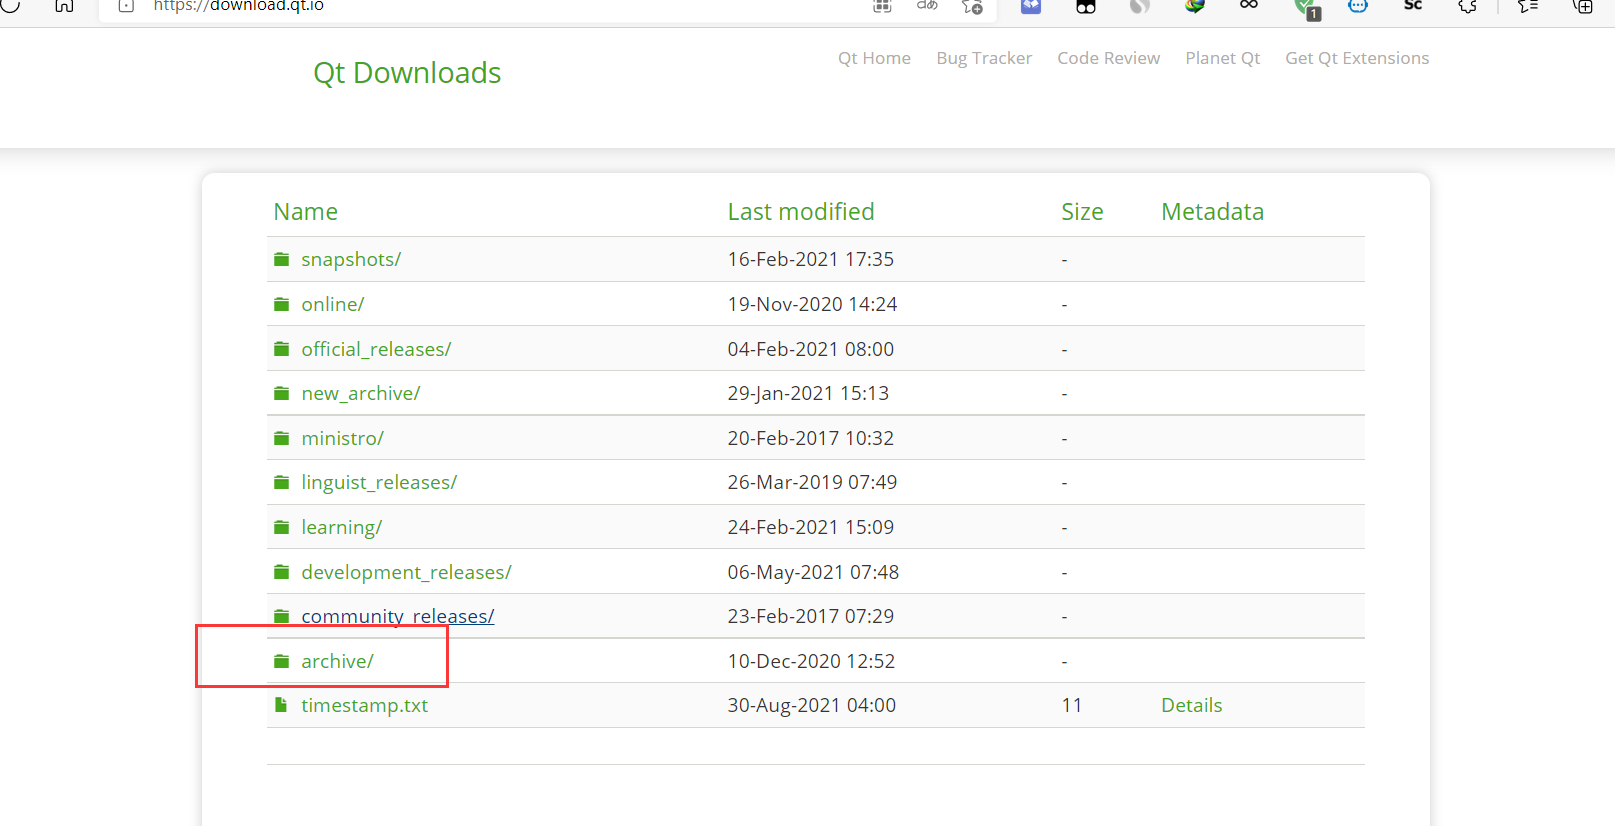 https://download.qt.io
1
Sc
Qt Downloads
Qt Home Bug Tracker Code Review Planet Qt Get Qt Extensions
Name Last modified Size Metadata
snapshots/ 16-Feb-2021 17:35 -
online/ 19-Nov-2020 14:24 -
official_releases/ 04-Feb-2021 08:00 -
new_archive/ 29-Jan-2021 15:13 -
ministro/ 20-Feb-2017 10:32 -
linguist_releases/ 26-Mar-2019 07:49 -
learning/ 24-Feb-2021 15:09 -
development_releases/ 06-May-2021 07:48 -
community_releases/ 23-Feb-2017 07:29 -
archive/ 10-Dec-2020 12:52 -
timestamp.txt 30-Aug-2021 04:00 11 Details